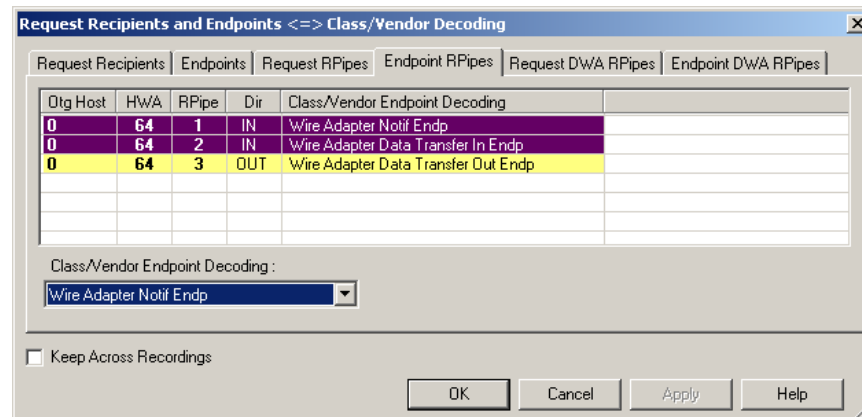 Request Recipients and Endpoints <=> Class/Vendor Decoding
Request Recipients Endpoints Request RPipes Endpoint RPipes Request DWA RPipes Endpoint DWA RPipes
Otg Host HWA RPipe Dir Class/Vendor Endpoint Decoding
0 64 1 IN Wire Adapter Notif Endp
0 64 2 IN Wire Adapter Data Transfer In Endp
0 64 3 OUT Wire Adapter Data Transfer Out Endp
Class/Vendor Endpoint Decoding :
Wire Adapter Notif Endp
Keep Across Recordings
OK Cancel Apply Help